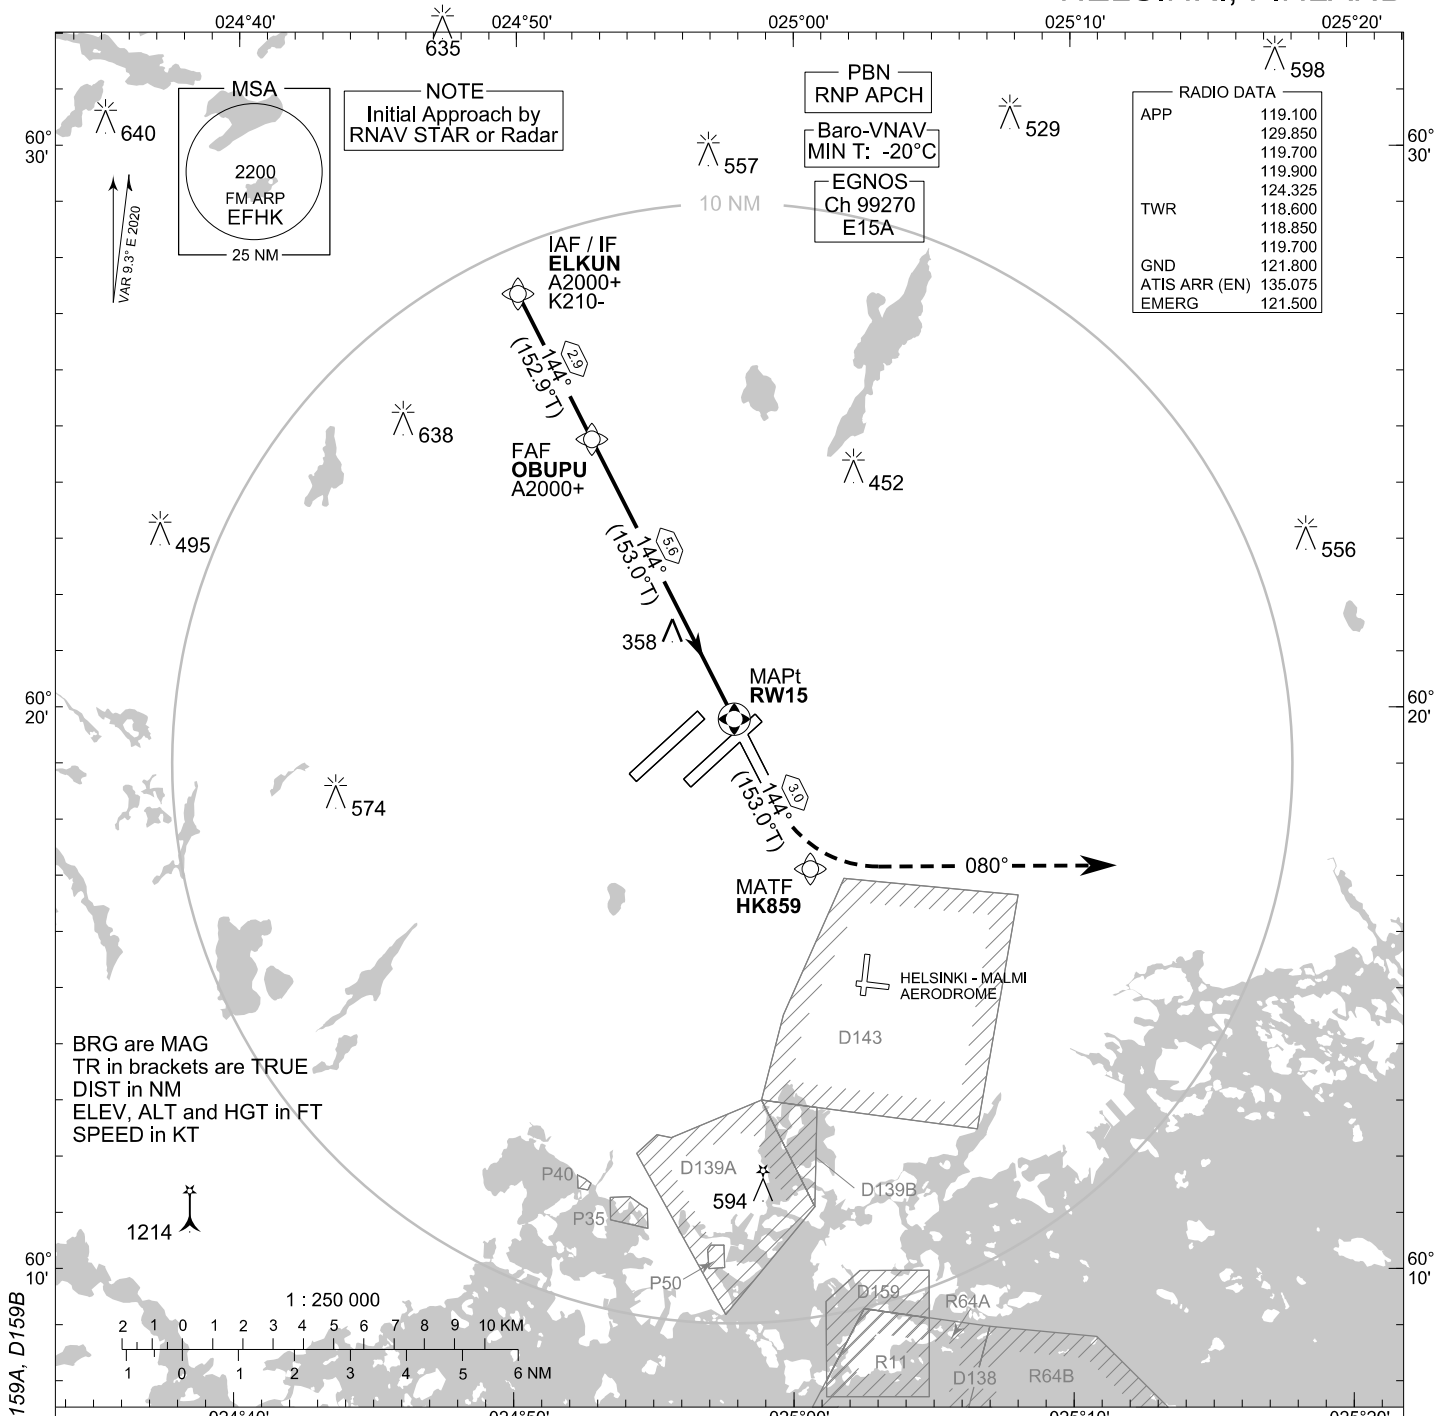 024°40'
024°50'
025°00'
025°10'
025°20'
635
598
MSA
2200
FM ARP
EFHK
25 NM
NOTE
Initial Approach by
RNAV STAR or Radar
PBN
RNP APCH
Baro-VNAV
MIN T: -20°C
EGNOS
Ch 99270
E15A
RADIO DATA
APP 119.100
129.850
119.700
119.900
124.325
TWR 118.600
118.850
119.700
GND 121.800
ATIS ARR (EN) 135.075
EMERG 121.500
640
529
557
60°
30'
60°
30'
VAR 9.3° E 2020
10 NM
IAF / IF
ELKUN
A2000+
K210-
2.9
144°
(152.9°T)
638
FAF
OBUPU
A2000+
452
495
556
5.6
144°
(153.0°T)
358
MAPt
RW15
60°
20'
60°
20'
574
3.0
144°
(153.0°T)
080°
MATF
HK859
HELSINKI - MALMI
AERODROME
D143
BRG are MAG
TR in brackets are TRUE
DIST in NM
ELEV, ALT and HGT in FT
SPEED in KT
1214
P40
P35
D139A
594
D139B
P50
60°
10'
60°
10'
D159
R64A
R11
D138
R64B
1 : 250 000
2 1 0 1 2 3 4 5 6 7 8 9 10 KM
1 0 2 3 4 5 6 NM
159A, D159B